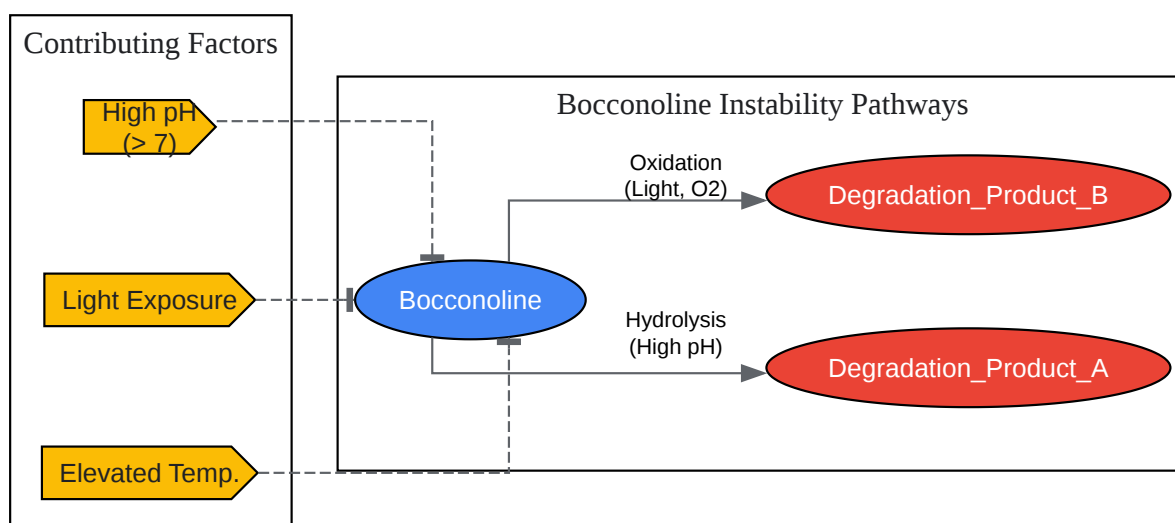 Contributing Factors
High pH
(> 7)
Light Exposure
Elevated Temp.
Bocconoline Instability Pathways
Oxidation
(Light, O2)
Degradation_Product_B
Bocconoline
Hydrolysis
(High pH)
Degradation_Product_A